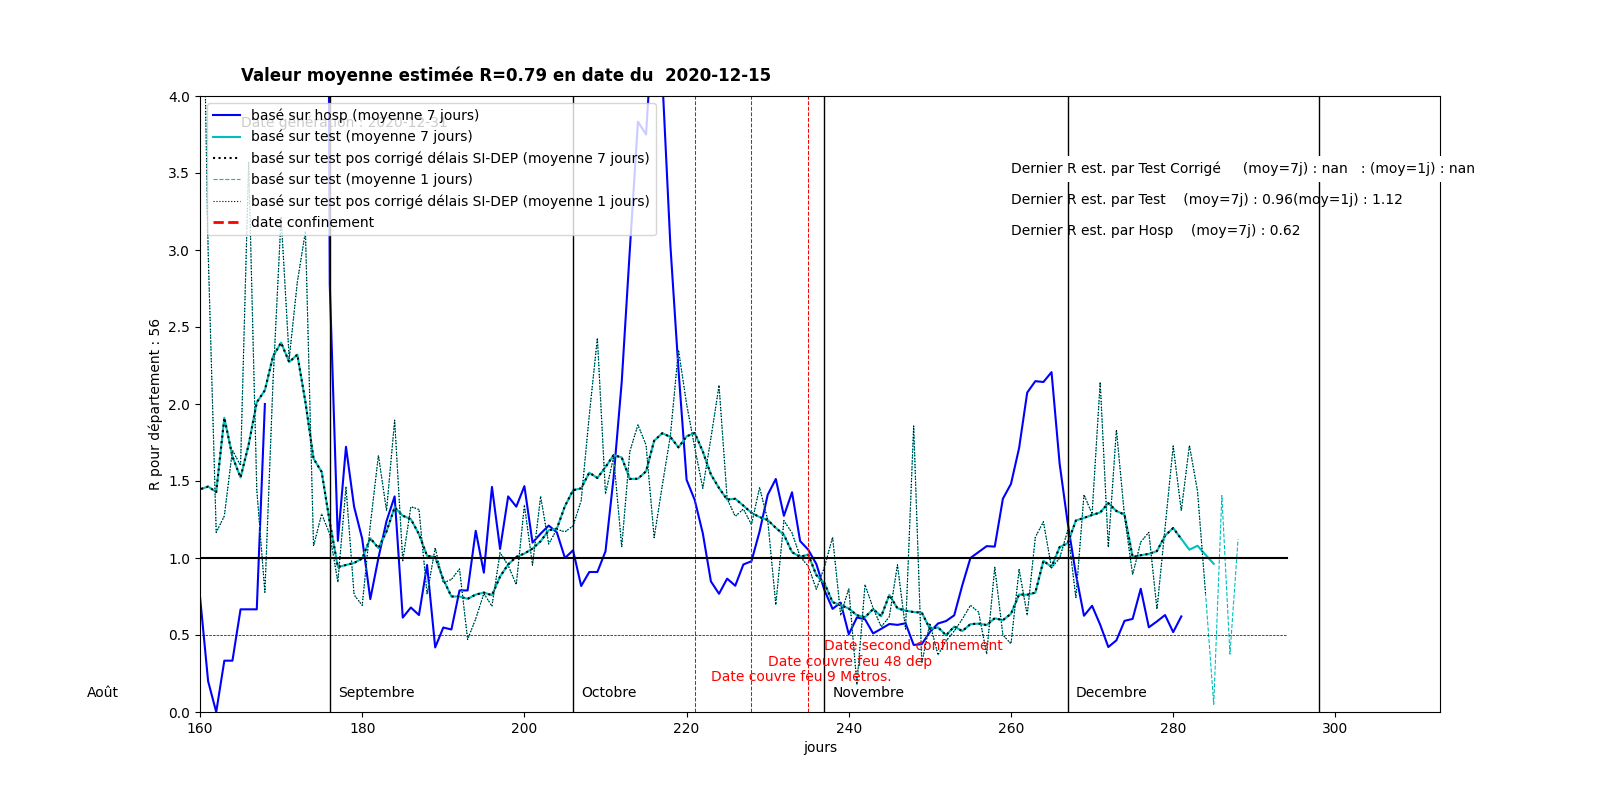 Valeur moyenne estimée R=0.79 en date du 2020-12-15
Date génération : 2020-12-31
basé sur hosp (moyenne 7 jours)
basé sur test (moyenne 7 jours)
basé sur test pos corrigé délais SI-DEP (moyenne 7 jours)
basé sur test (moyenne 1 jours)
basé sur test pos corrigé délais SI-DEP (moyenne 1 jours)
date confinement
Dernier R est. par Test Corrigé (moy=7j) : nan : (moy=1j) : nan
Dernier R est. par Test (moy=7j) : 0.96(moy=1j) : 1.12
Dernier R est. par Hosp (moy=7j) : 0.62
R pour département : 56
4.0
3.5
3.0
2.5
2.0
1.5
1.0
0.5
0.0
Date second confinement
Date couvre feu 48 dep
Date couvre feu 9 Métros.
Août Septembre Octobre Novembre Decembre
160 180 200 220 240 260 280 300
jours